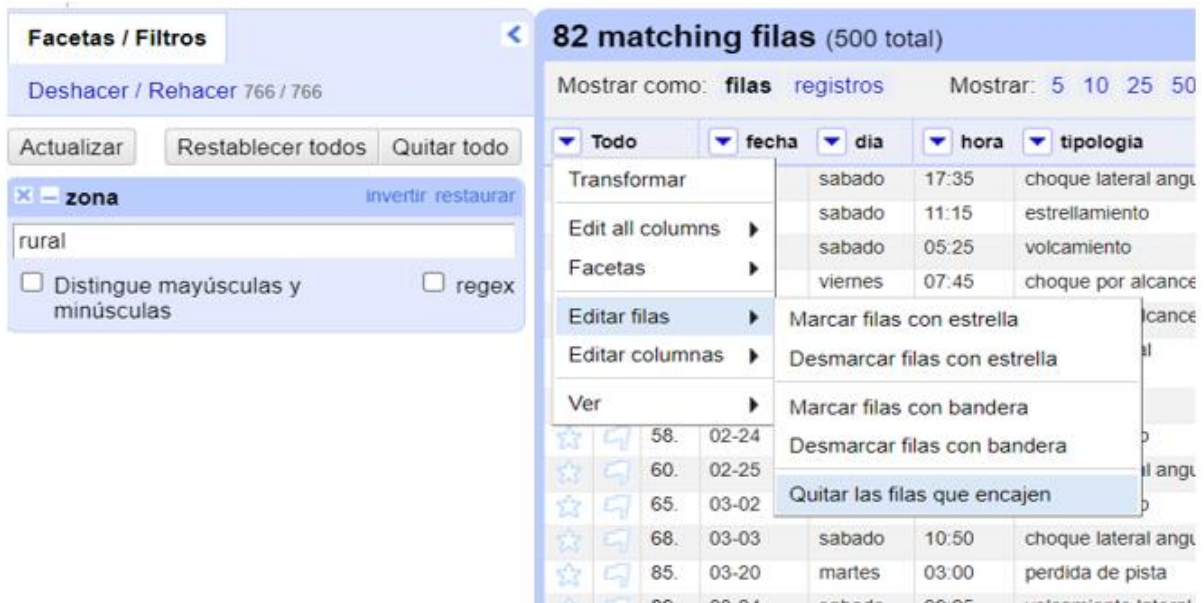 Facetas / Filtros
Deshacer / Rehacer 766 / 766
Actualizar Restablecer todos Quitar todo
zona invertir restaurar
rural
Distingue mayúsculas y minúsculas
regex
82 matching filas (500 total)
Mostrar como: filas registros Mostrar: 5 10 25 50
Todo fecha dia hora tipologia
Transformar
Edit all columns
Facetas
Editar filas
Editar columnas
Ver
Marcar filas con estrella
Desmarcar filas con estrella
Marcar filas con bandera
Desmarcar filas con bandera
Quitar las filas que encajen
sabado 17:35 choque lateral angu
sabado 11:15 estrellamiento
sabado 05:25 volcamiento
viernes 07:45 choque por alcance
58. 02-24
60. 02-25
65. 03-02
68. 03-03 sabado 10:50 choque lateral angu
85. 03-20 martes 03:00 perdida de pista